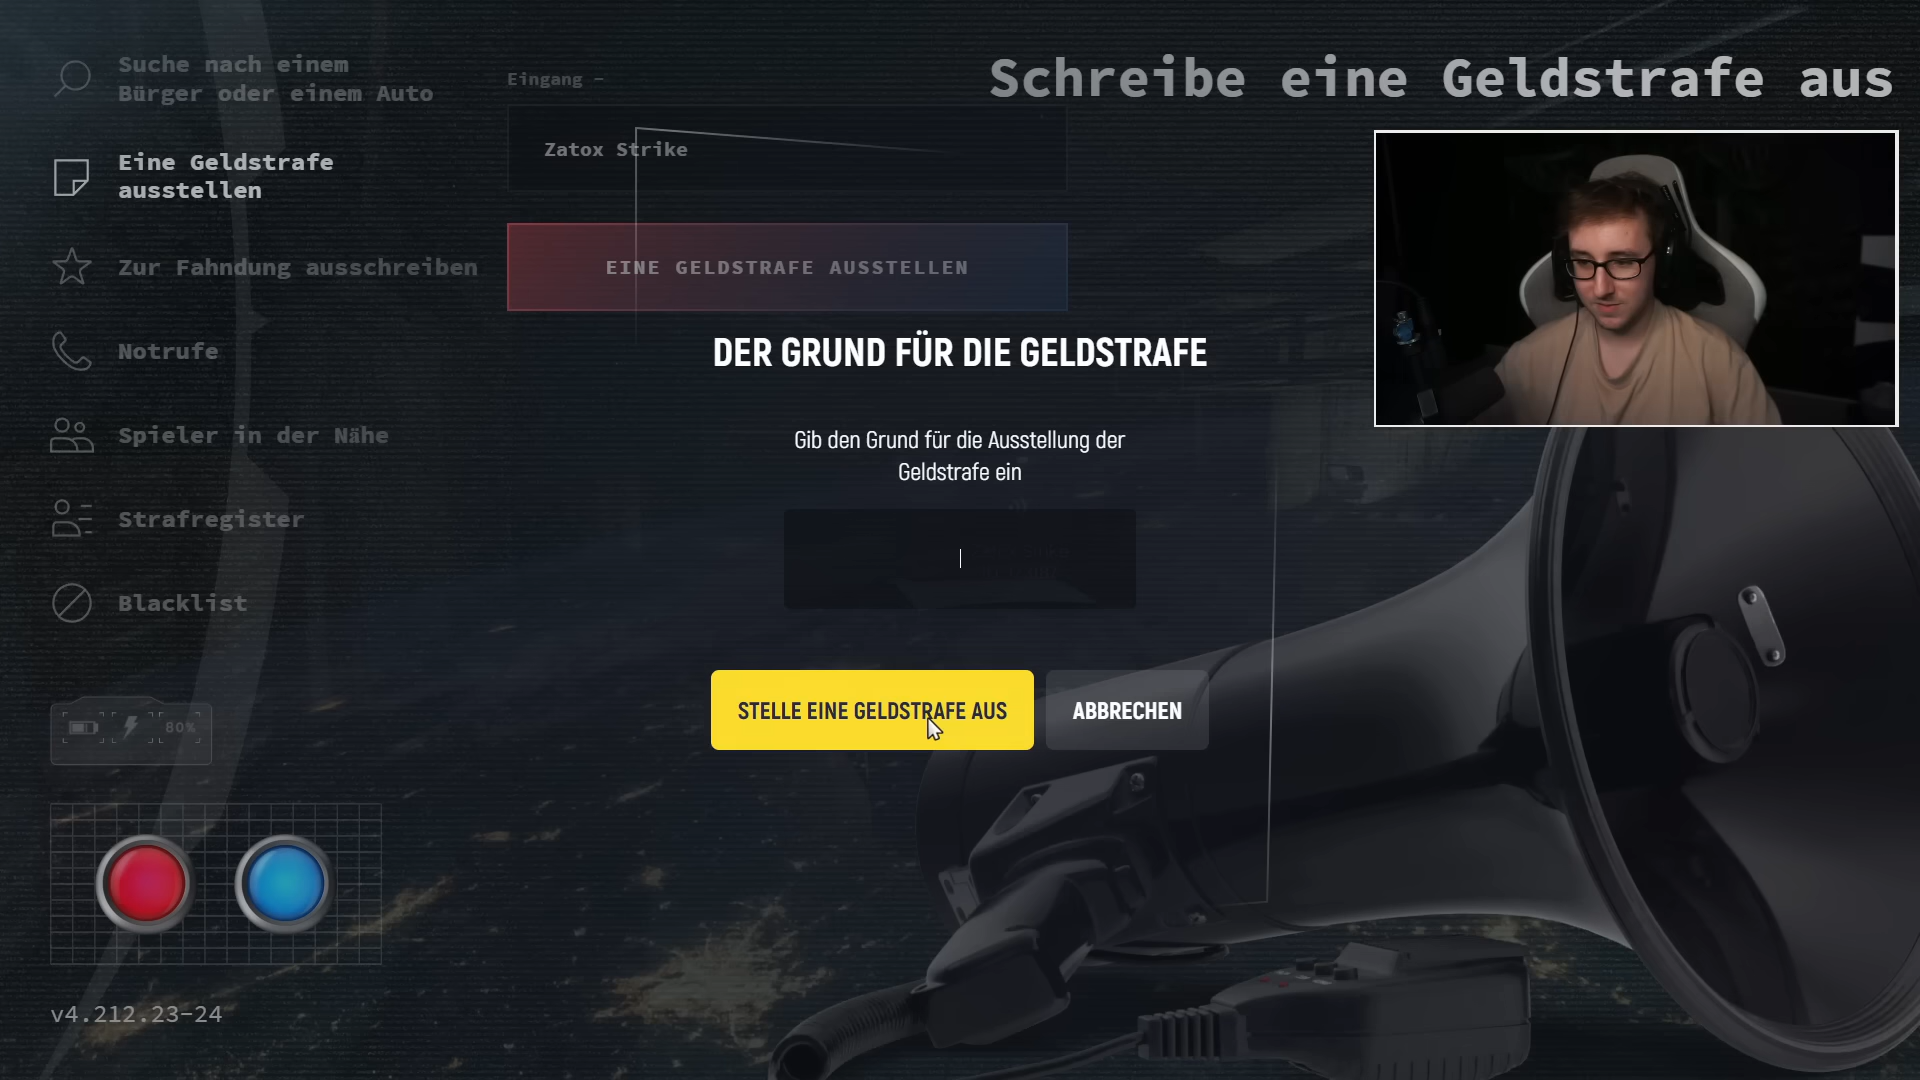 Suche nach einem
Bürger oder einem Auto
Eine Geldstrafe
ausstellen
Zur Fahndung ausschreiben
Notrufe
Spieler in der Nähe
Strafregister
Blacklist
80%
v4.212.23-24
Eingang –
Zatox Strike
EINE GELDSTRAFE AUSSTELLEN
Schreibe eine Geldstrafe aus
DER GRUND FÜR DIE GELDSTRAFE
Gib den Grund für die Ausstellung der
Geldstrafe ein
STELLE EINE GELDSTRAFE AUS
ABBRECHEN